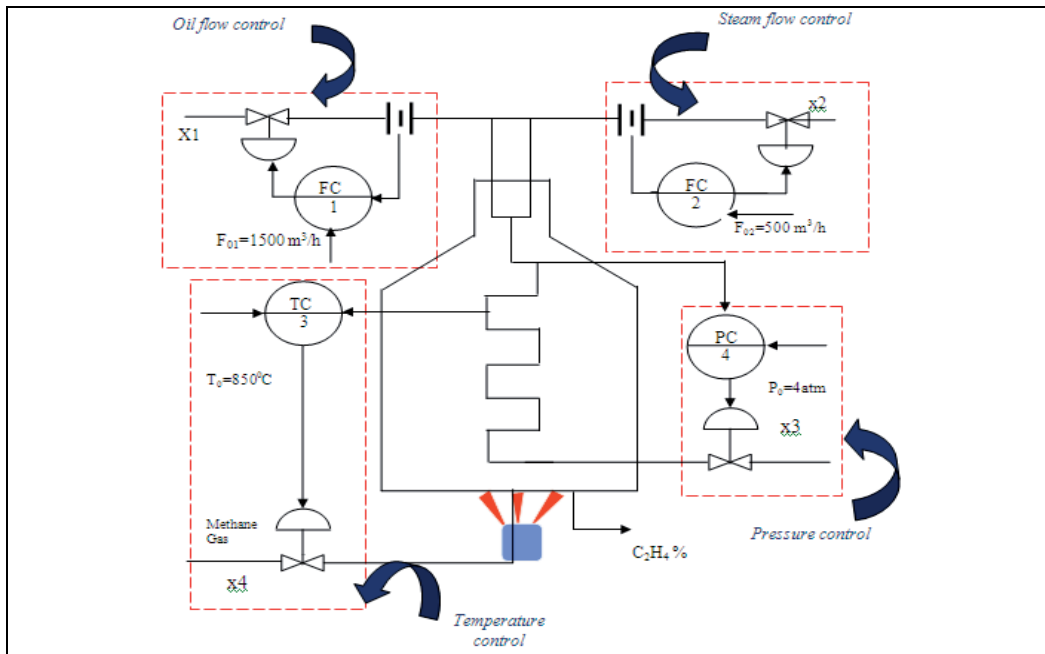 Oil flow control
Steam flow control
X1
x2
FC
1
FC
2
F₀₁=1500 m³/h
F₀₂=500 m³/h
TC
3
PC
4
T₀=850⁰C
P₀=4atm
x3
Methane
Gas
x4
C₂H₄ %
Pressure control
Temperature
control